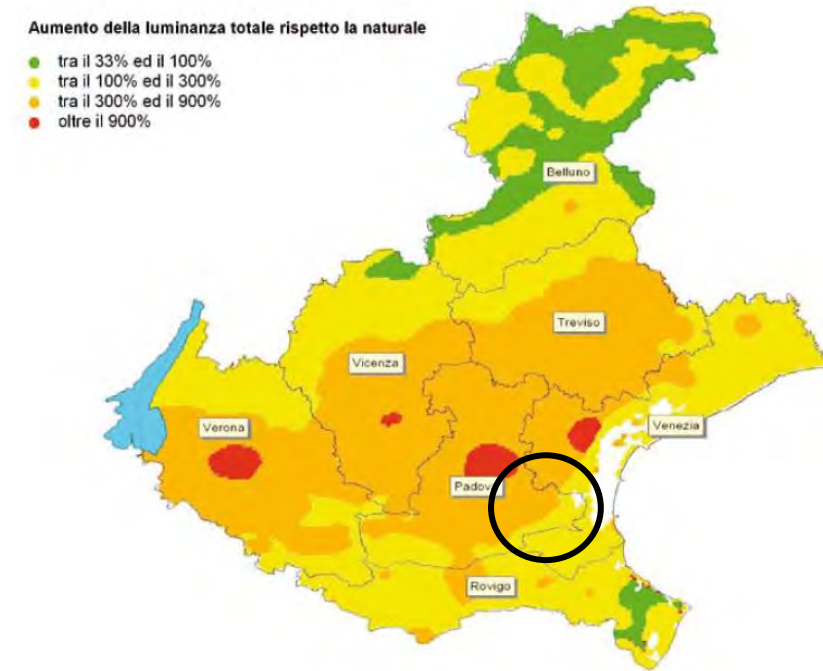 Aumento della luminanza totale rispetto la naturale
tra il 33% ed il 100%
tra il 100% ed il 300%
tra il 300% ed il 900%
oltre il 900%
Belluno
Treviso
Vicenza
Venezia
Verona
Padov
Rovigo